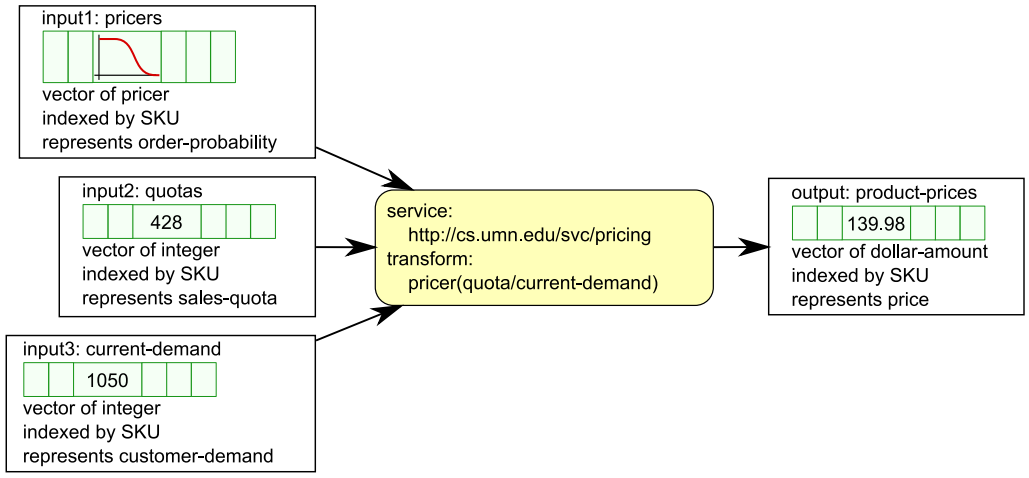 input1: pricers
vector of pricer
indexed by SKU
represents order-probability
input2: quotas
428
vector of integer
indexed by SKU
represents sales-quota
input3: current-demand
1050
vector of integer
indexed by SKU
represents customer-demand
service:
http://cs.umn.edu/svc/pricing
transform:
pricer(quota/current-demand)
output: product-prices
139.98
vector of dollar-amount
indexed by SKU
represents price